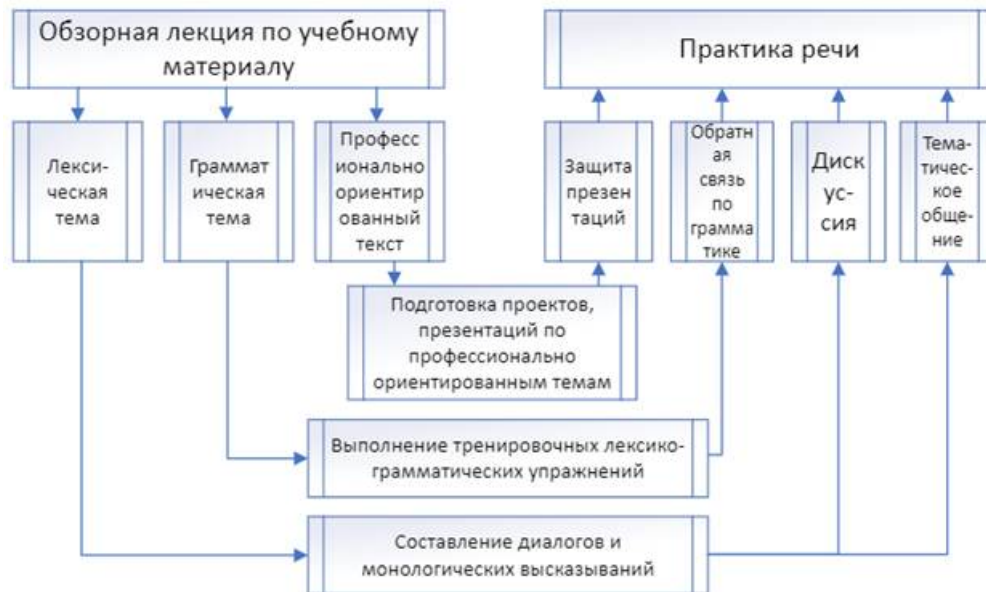 Обзорная лекция по учебному
материалу
Практика речи
Лекси-
ческая
тема
Граммат
ическая
тема
Професс
ионально
ориентир
ованный
текст
Защита
презен
таций
Обратн
ая
связь
по
грамма
тике
Диск
ус-
сия
Тема-
тичес-
кое
обще-
ние
Подготовка проектов,
презентаций по
профессионально
ориентированным темам
Выполнение тренировочных лексико-
грамматических упражнений
Составление диалогов и
монологических высказываний